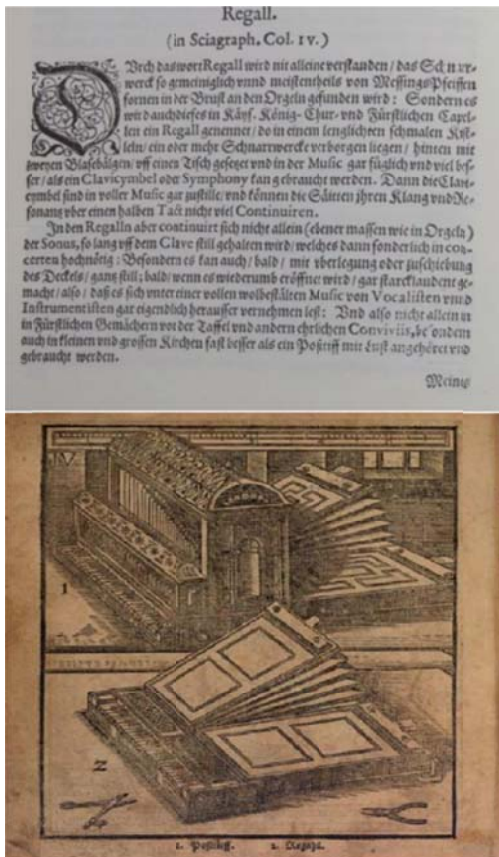 Regall.
(in Sciagraph. Col. IV.)
DUrch das wort Regall wird nit alleine verstanden / das Schnar-
werck so gemeiniglich vnnd meistentheils von Messings Pfeiffen
fornen in der Brust an den Orgeln gefunden wird: Sondern es
wird auch dieses in Käys. König- Chur- vnd Fürstlichen Capel-
len ein Regall genennet / do in einem lenglichten schmalen Käst-
lein / ein oder mehr Schnarrwercke verborgen liegen / hinten mit
zweyen Blasebälgen / vff einen Tisch gesetzet vnd in der Music gar füglich vnd viel bes-
ser / als ein Clavicymbel oder Symphony kan gebraucht werden. Dann die Clavi-
cymbel sind in voller Music gar zustille / vnd können die Säitten jhren Klang vnd Re-
sonantz vber einen halben Tact nicht viel Continuiren.
In den Regalln aber continuirt sich nicht allein (ebener massen wie in Orgeln)
der Sonus, so lang vff dem Clave still gehalten wird / welches dann sonderlich in con-
certen hochnötig: Besondern es kan auch / bald / mit vberlegung oder zuschiebung
des Deckels / gantz still; bald / wenn es wiederumb eröffnet wird / gar starcklaudent ge-
macht / also / daß es sich vnter einer vollen wolbestälten Music von Vocalisten vnnd
Instrumentisten gar eigendlich herausser vernehmen lest: Vnd also nicht allein
in Fürstlichen Gemächern vor der Taffel vnd andern ehrlichen Conviviis, besondern
auch in kleinen vnd grossen Kirchen fast besser als ein Positiff mit Lust angehöret vnd
gebraucht werden.
Meines
IV
1
2
1. Positiff. 2. Regahl.